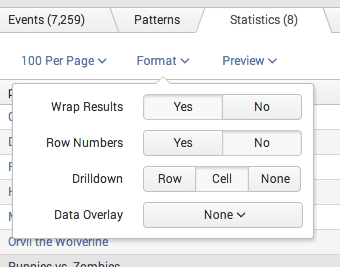 Events (7,259) Patterns Statistics (8)
100 Per Page Format Preview
Wrap Results Yes No
Row Numbers Yes No
Drilldown Row Cell None
Data Overlay None
Orvil the Wolverine
Puppies vs. Zombies